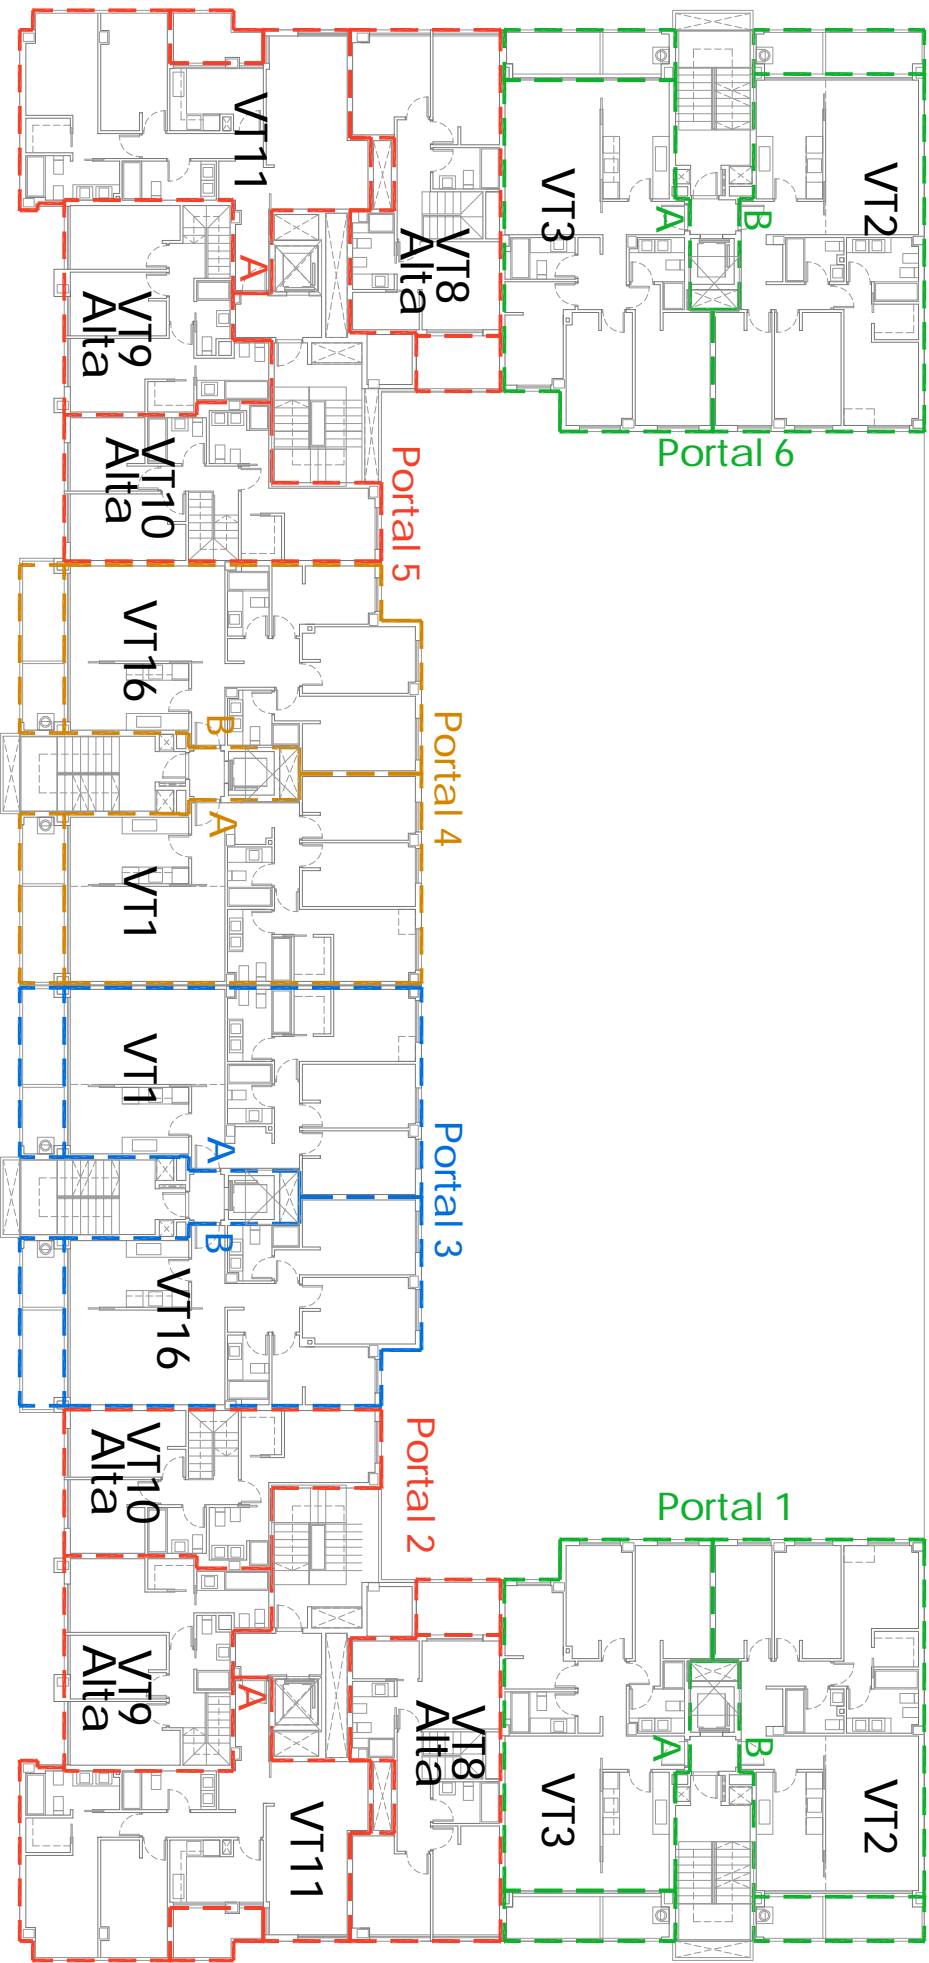 VT11
VT8
Alta
VT3
VT2
A
B
A
VT9
Alta
Portal 6
VT10
Alta
Portal 5
VT16
B
Portal 4
A
VT1
VT1
A
Portal 3
B
VT16
Portal 2
VT10
Alta
Portal 1
VT9
Alta
A
VT8
Alta
A
B
VT3
VT2
VT11